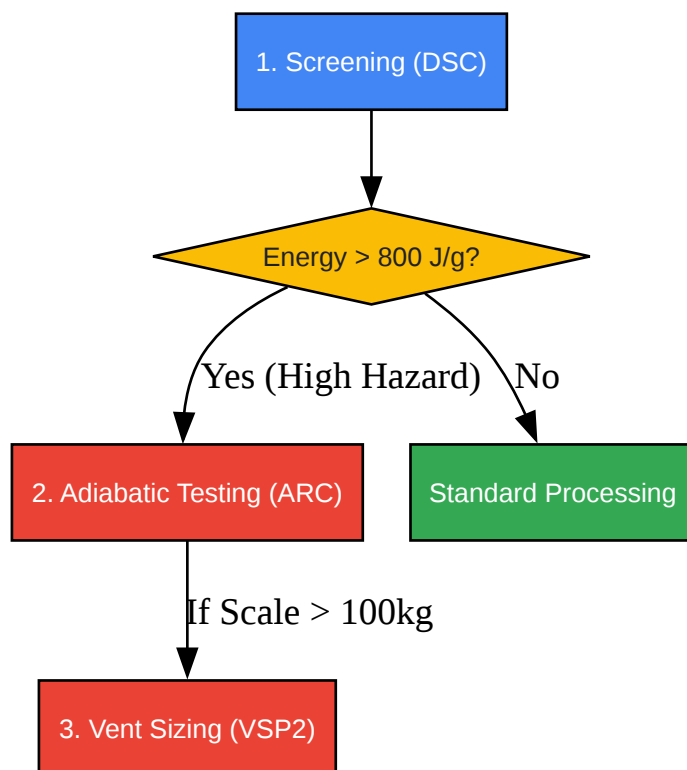 1. Screening (DSC)
Energy > 800 J/g?
Yes (High Hazard)
No
2. Adiabatic Testing (ARC)
Standard Processing
If Scale > 100kg
3. Vent Sizing (VSP2)